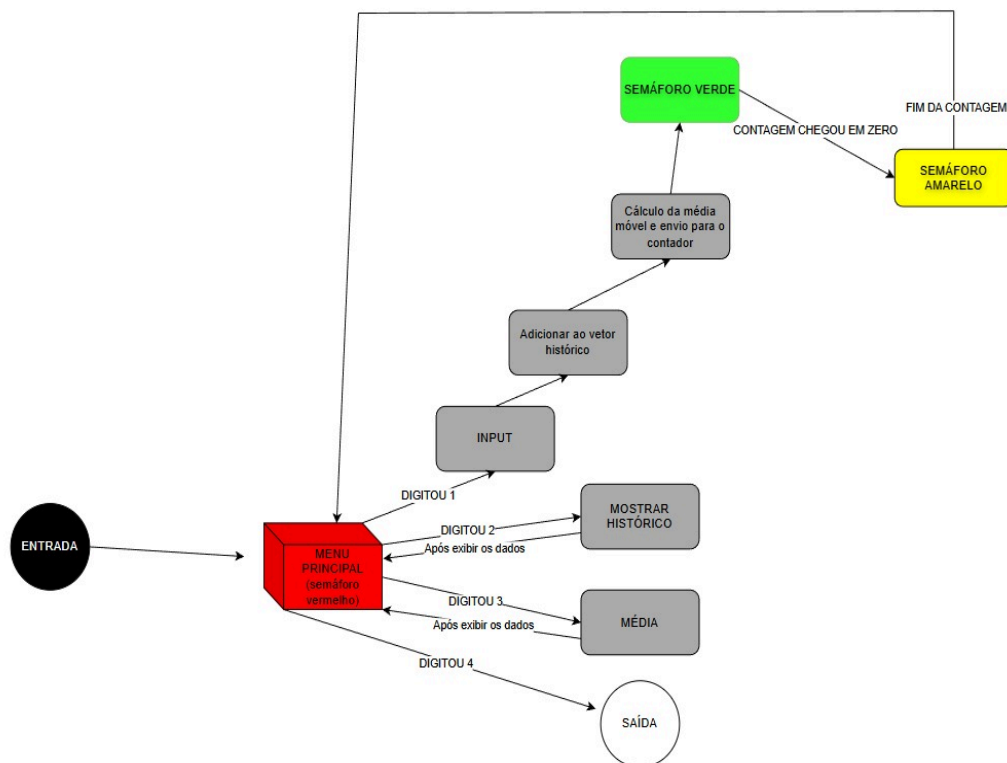 SEMÁFORO VERDE
FIM DA CONTAGEM
CONTAGEM CHEGOU EM ZERO
SEMÁFORO
AMARELO
Cálculo da média
móvel e envio para o
contador
Adicionar ao vetor
histórico
INPUT
DIGITOU 1
MOSTRAR
HISTÓRICO
DIGITOU 2
Após exibir os dados
ENTRADA
MENU
PRINCIPAL
(semáforo
vermelho)
DIGITOU 3
MÉDIA
Após exibir os dados
DIGITOU 4
SAÍDA